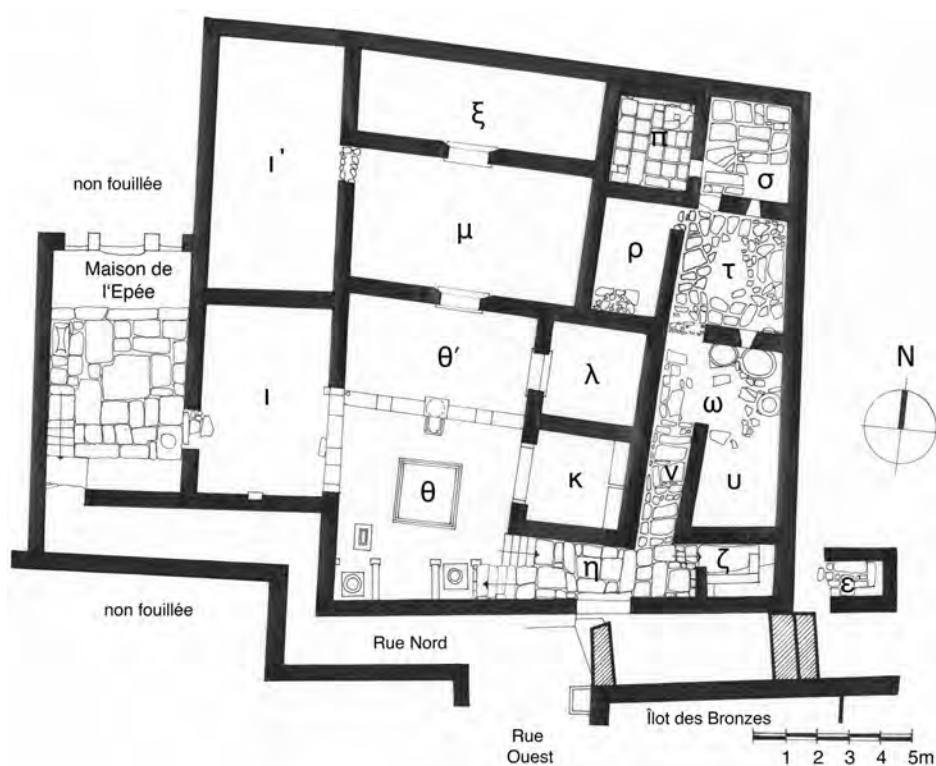 ξ
π
ι'
σ
non fouillée
μ
ρ
τ
Maison de
l'Epée
θ'
λ
N
ω
ι
κ
ν
υ
θ
η
ζ
ε
non fouillée
Rue Nord
Îlot des Bronzes
Rue
Ouest
1 2 3 4 5m